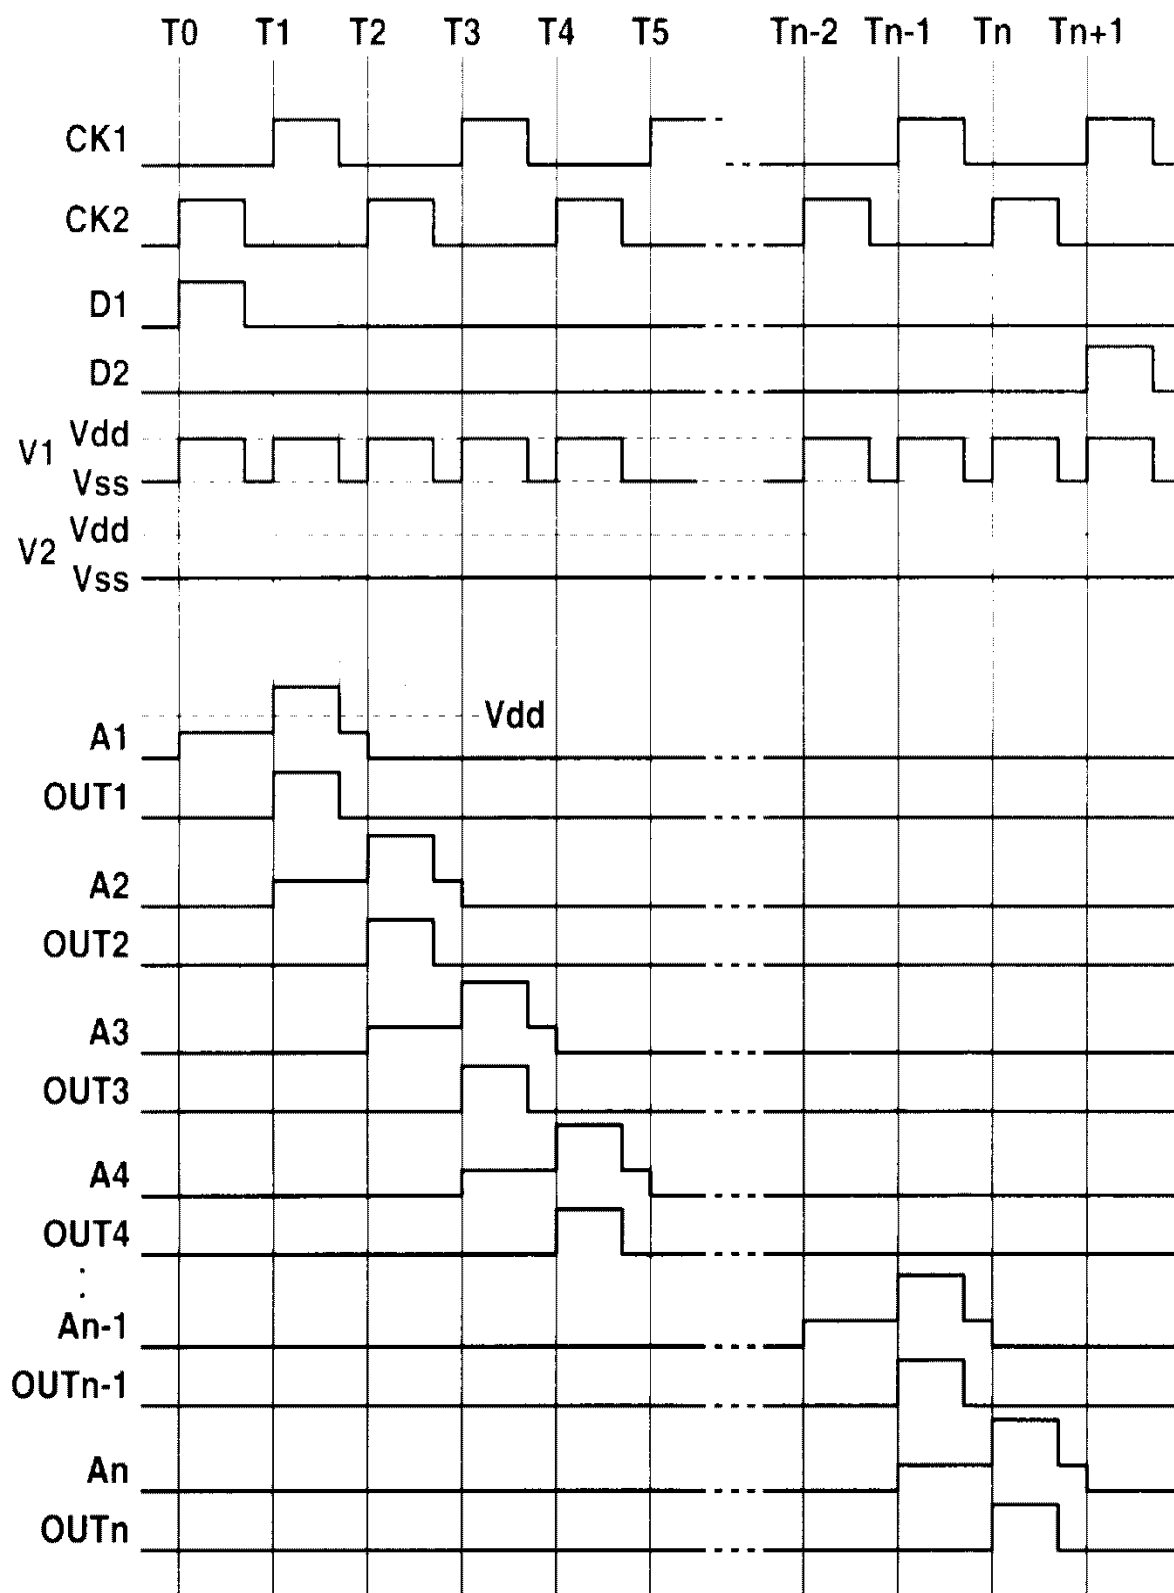 T0 T1 T2 T3 T4 T5 Tn-2 Tn-1 Tn Tn+1
CK1
CK2
D1
D2
V1 Vdd
Vss
V2 Vdd
Vss
Vdd
A1
OUT1
A2
OUT2
A3
OUT3
A4
OUT4
An-1
OUTn-1
An
OUTn